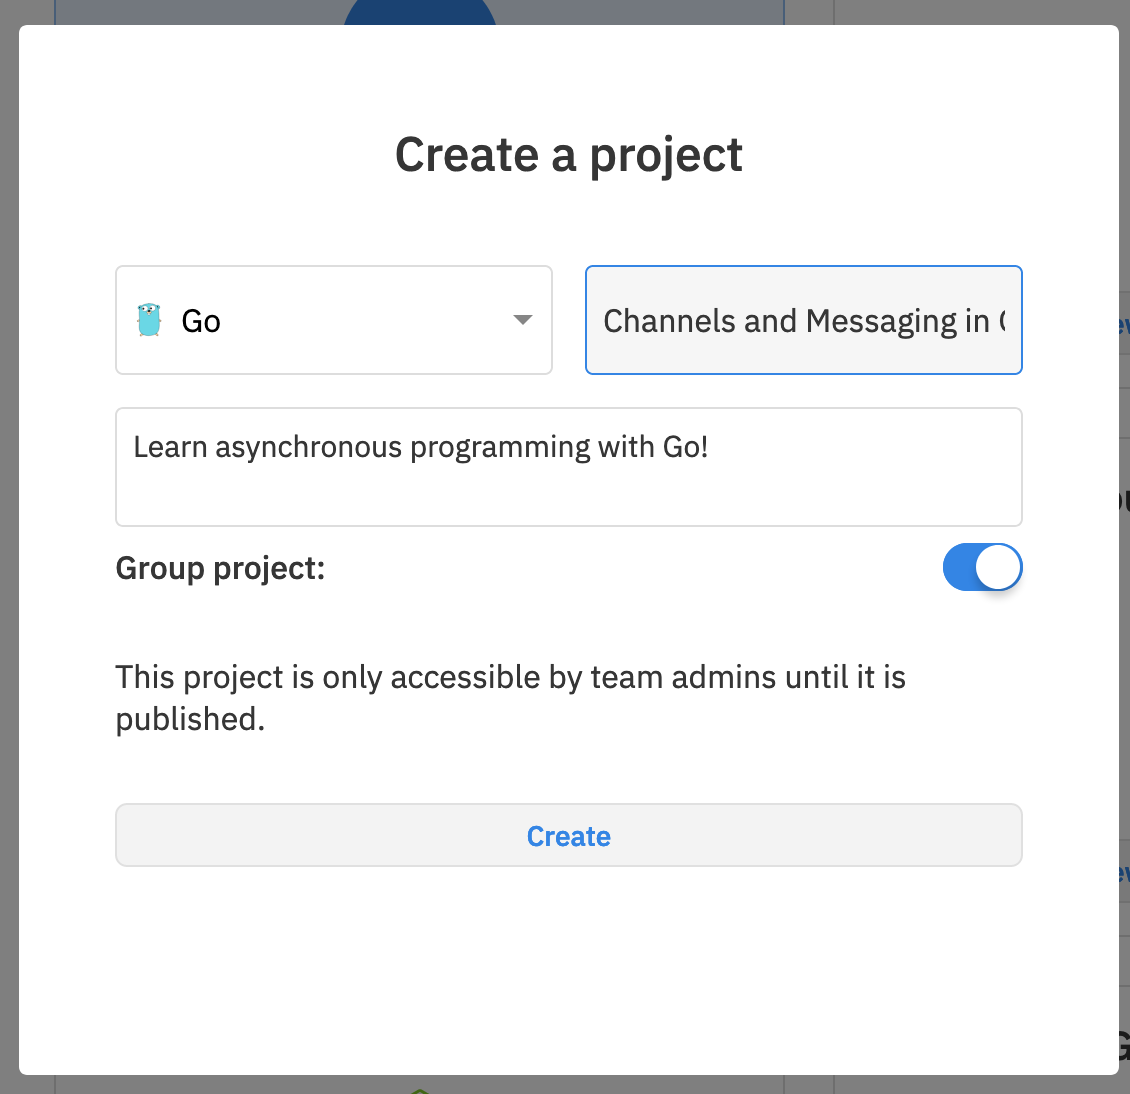 Create a project
Go
Channels and Messaging in
Learn asynchronous programming with Go!
Group project:
This project is only accessible by team admins until it is
published.
Create